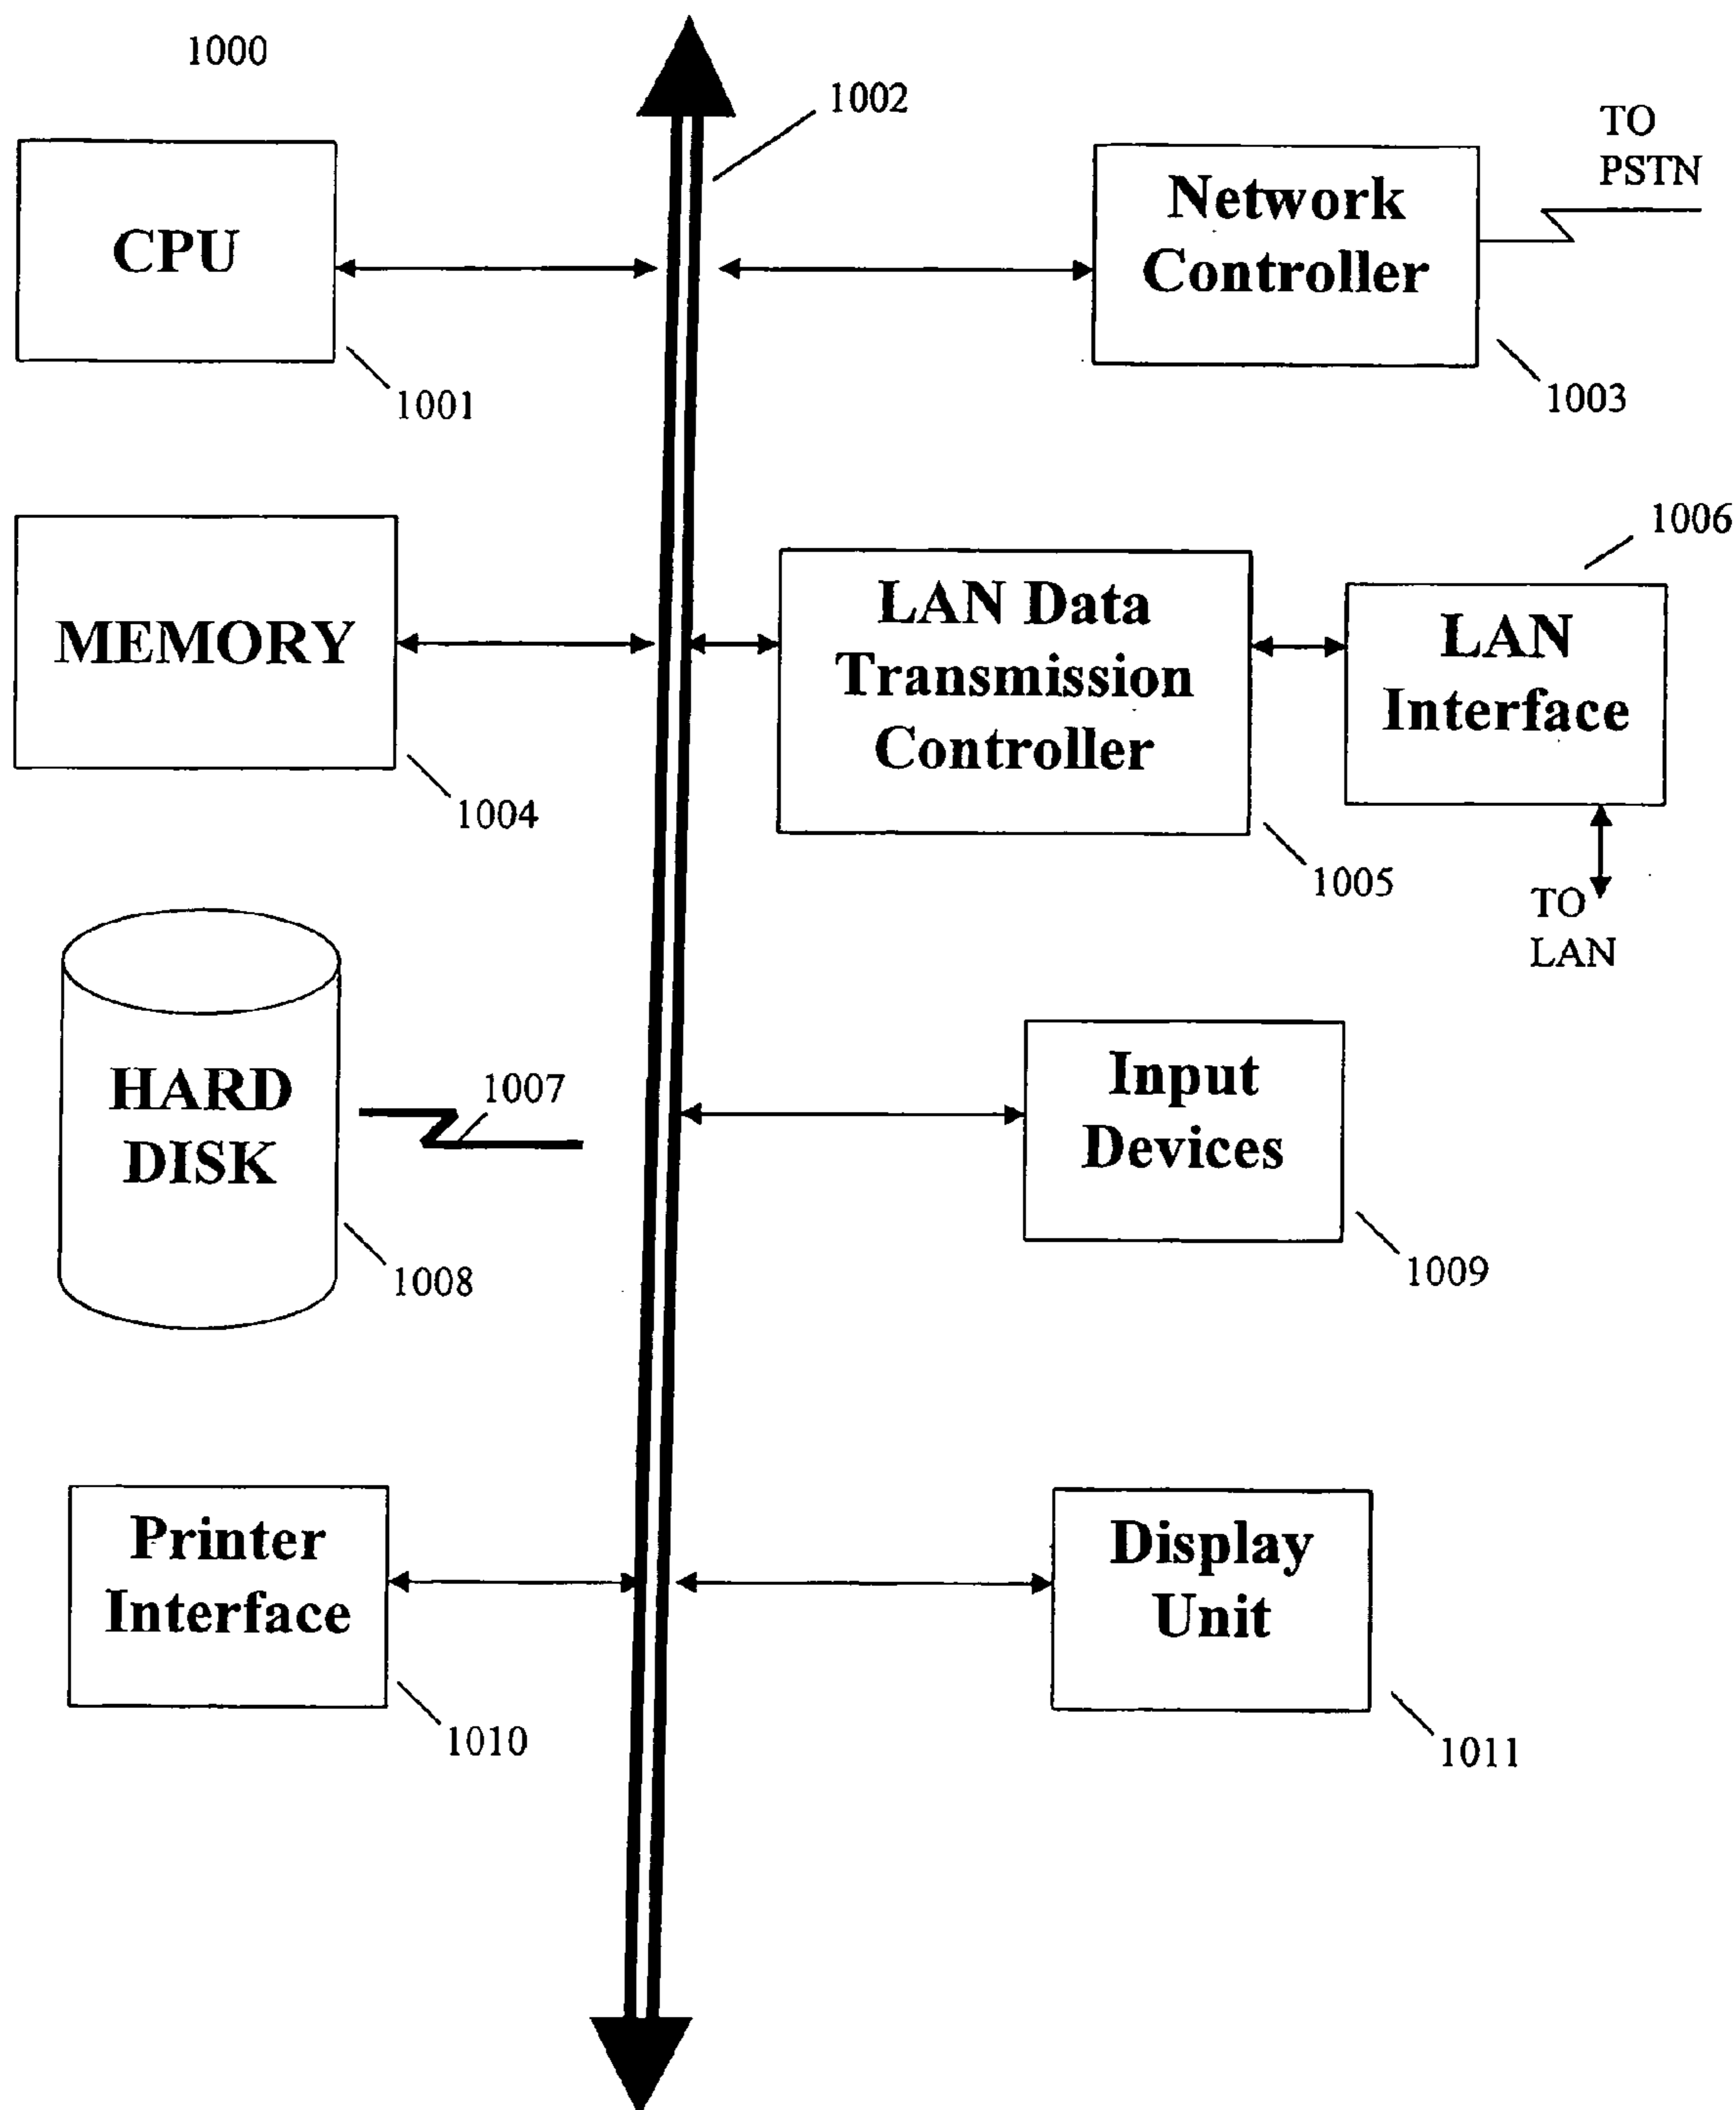 1000
1002
TO
PSTN
CPU
Network
Controller
1001
1003
1006
MEMORY
LAN Data
Transmission
Controller
LAN
Interface
1004
1005
TO
LAN
HARD
DISK
1007
Input
Devices
1008
1009
Printer
Interface
Display
Unit
1010
1011